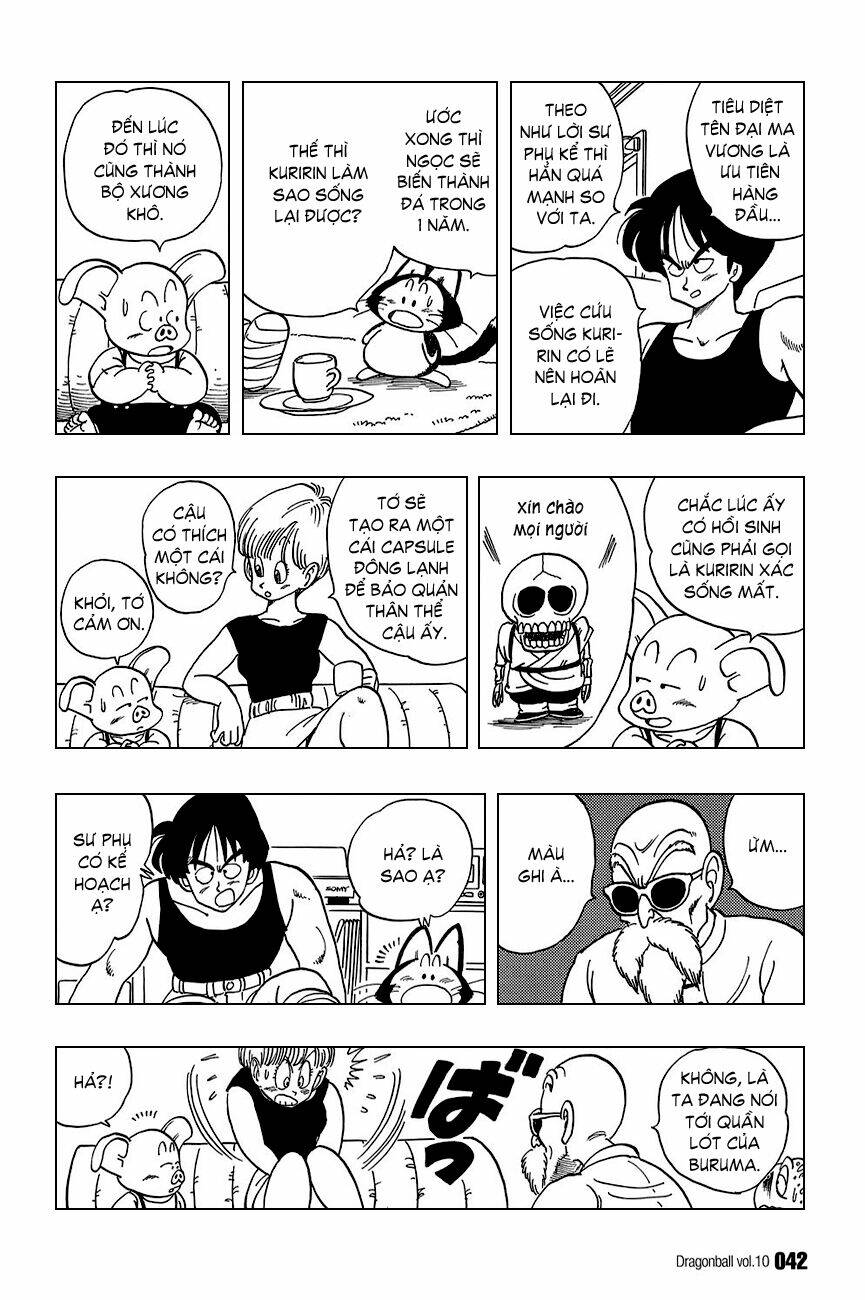 TIÊU DIỆT
TÊN ĐẠI MA
VƯƠNG LÀ
ƯU TIÊN
HÀNG
ĐẦU...
THEO
NHƯ LỜI SƯ
PHỤ KỂ THÌ
HẮN QUÁ
MẠNH SO
VỚI TA.
VIỆC CỨU
SỐNG KURI-
RIN CÓ LẼ
NÊN HOÃN
LẠI ĐI.
ƯỚC
XONG THÌ
NGỌC SẼ
BIẾN THÀNH
ĐÁ TRONG
1 NĂM.
THẾ THÌ
KURIRIN LÀM
SAO SỐNG
LẠI ĐƯỢC?
ĐẾN LÚC
ĐÓ THÌ NÓ
CŨNG THÀNH
BỘ XƯƠNG
KHÔ.
CHẮC LÚC ẤY
CÓ HỒI SINH
CŨNG PHẢI GỌI
LÀ KURIRIN XÁC
SỐNG MẤT.
Xin chào
mọi người
TỚ SẼ
TẠO RA MỘT
CÁI CAPSULE
ĐÔNG LẠNH
ĐỂ BẢO QUẢN
THÂN THỂ
CẬU ẤY.
CẬU
CÓ THÍCH
MỘT CÁI
KHÔNG?
KHỎI, TỚ
CẢM ƠN.
ỪM...
MÀU
GHI À...
HẢ? LÀ
SAO Ạ?
SƯ PHỤ
CÓ KẾ
HOẠCH
Ạ?
SOMY
KHÔNG, LÀ
TA ĐANG NÓI
TỚI QUẦN
LÓT CỦA
BURUMA.
ばっ
HẢ?!
Dragonball vol.10 042